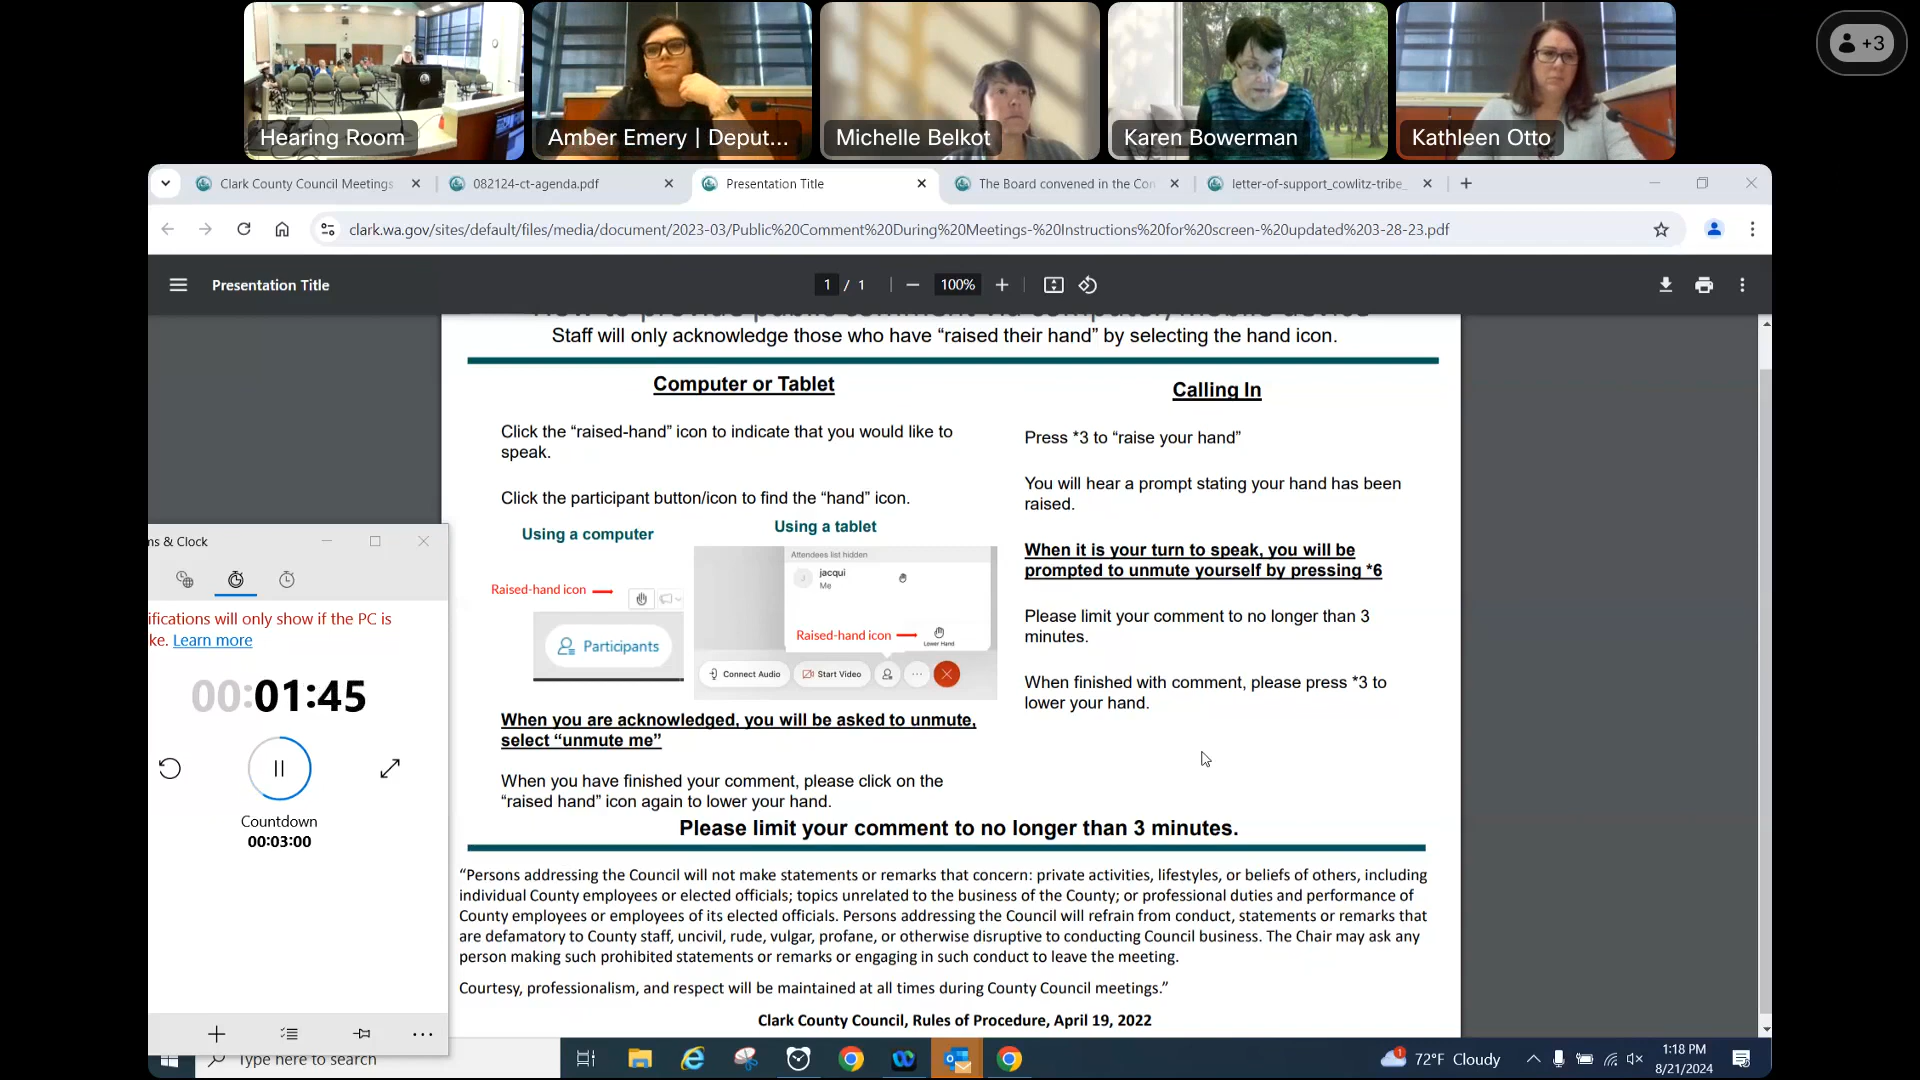 +3
Hearing Room
Amber Emery | Deput...
Michelle Belkot
Karen Bowerman
Kathleen Otto
Clark County Council Meetings
082124-ct-agenda.pdf
Presentation Title
The Board convened in the Con
letter-of-support_cowlitz-tribe_
clark.wa.gov/sites/default/files/media/document/2023-03/Public%20Comment%20During%20Meetings-%20Instructions%20for%20screen-%20updated%203-28-23.pdf
Presentation Title
1 / 1
100%
How to provide public comment via computer/mobile device
Staff will only acknowledge those who have “raised their hand” by selecting the hand icon.
Computer or Tablet
Click the “raised-hand” icon to indicate that you would like to
speak.
Click the participant button/icon to find the “hand” icon.
Using a computer
Using a tablet
Raised-hand icon
Participants
Attendees list hidden
J
jacqui
Me
Raised-hand icon
Lower Hand
Connect Audio
Start Video
When you are acknowledged, you will be asked to unmute,
select “unmute me”
When you have finished your comment, please click on the
“raised hand” icon again to lower your hand.
Calling In
Press *3 to “raise your hand”
You will hear a prompt stating your hand has been
raised.
When it is your turn to speak, you will be
prompted to unmute yourself by pressing *6
Please limit your comment to no longer than 3
minutes.
When finished with comment, please press *3 to
lower your hand.
Please limit your comment to no longer than 3 minutes.
“Persons addressing the Council will not make statements or remarks that concern: private activities, lifestyles, or beliefs of others, including
individual County employees or elected officials; topics unrelated to the business of the County; or professional duties and performance of
County employees or employees of its elected officials. Persons addressing the Council will refrain from conduct, statements or remarks that
are defamatory to County staff, uncivil, rude, vulgar, profane, or otherwise disruptive to conducting Council business. The Chair may ask any
person making such prohibited statements or remarks or engaging in such conduct to leave the meeting.
Courtesy, professionalism, and respect will be maintained at all times during County Council meetings.”
Clark County Council, Rules of Procedure, April 19, 2022
ns & Clock
ifications will only show if the PC is
ke. Learn more
00:01:45
Countdown
00:03:00
Type here to search
1
72°F Cloudy
1:18 PM
8/21/2024